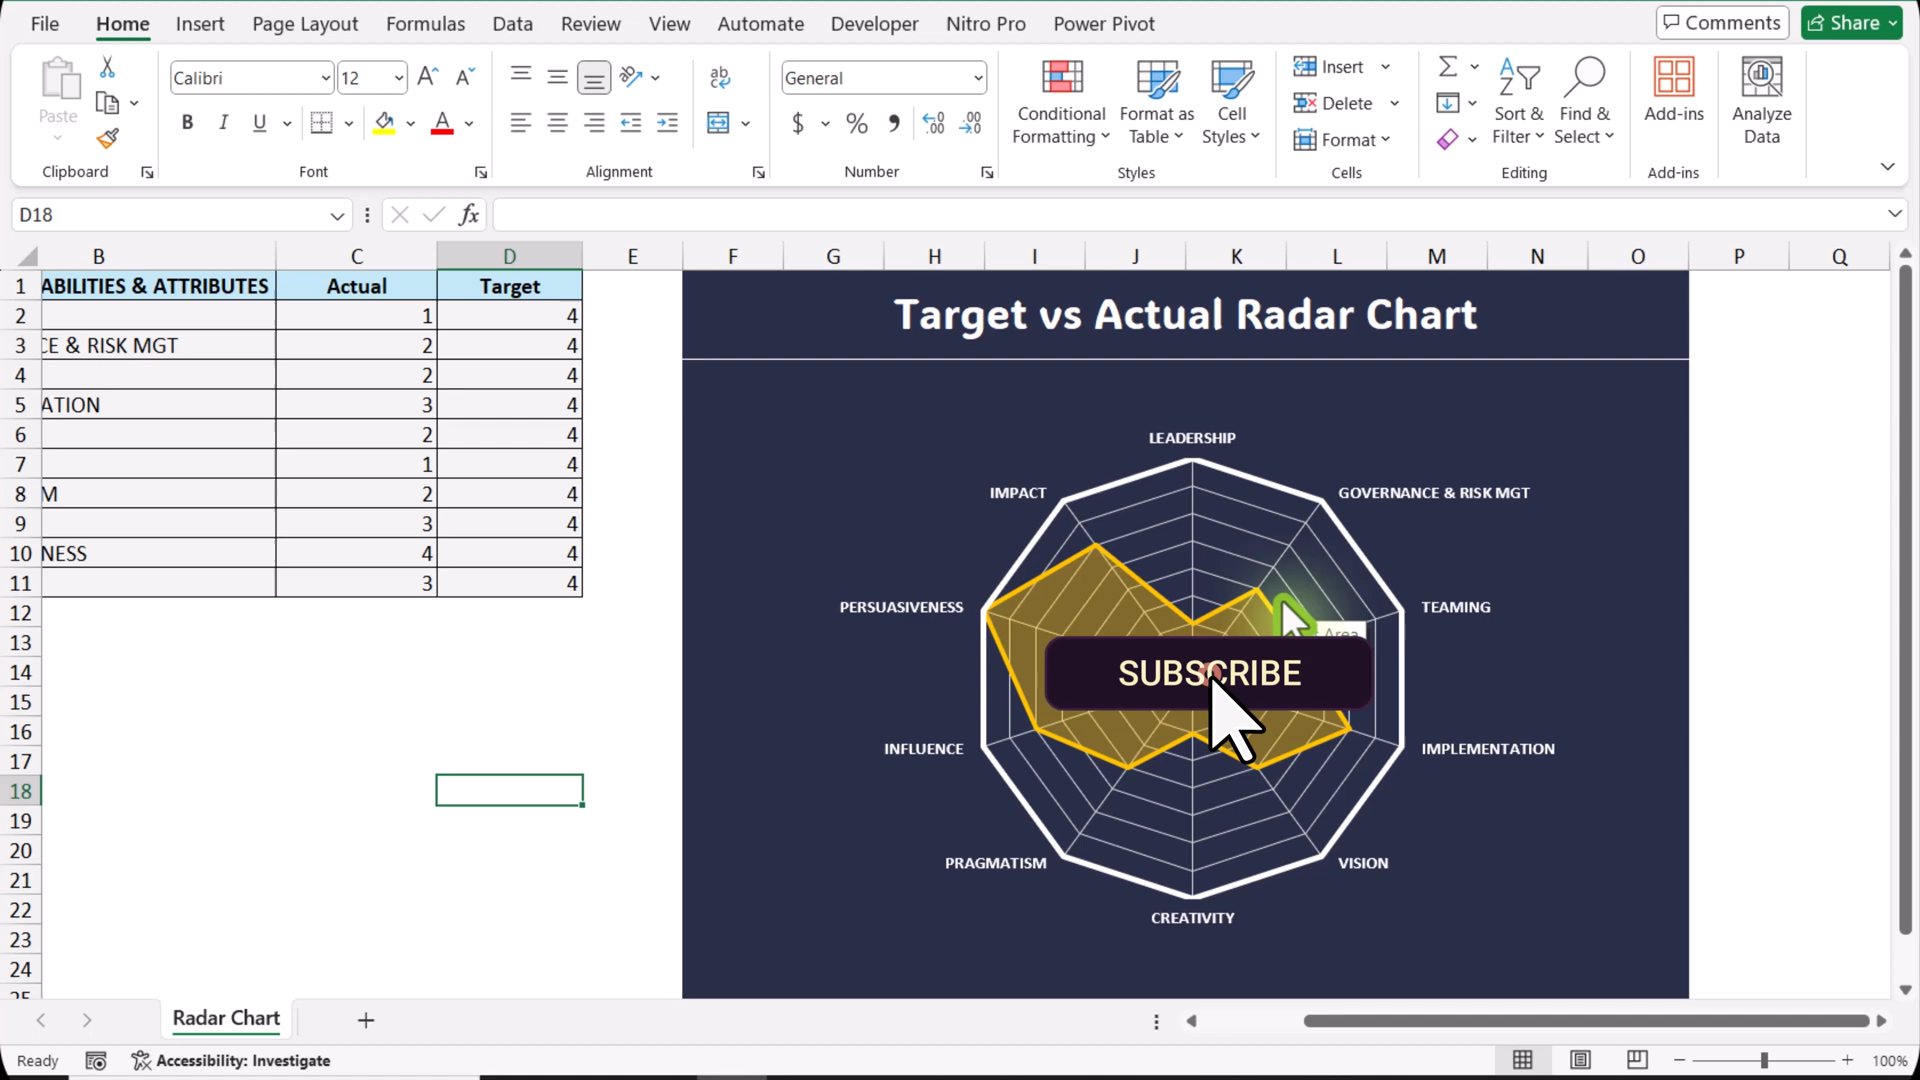 File Home Insert Page Layout Formulas Data Review View Automate Developer Nitro Pro Power Pivot Comments Share
Paste Calibri 12 General Conditional Formatting Format as Table Cell Styles Insert Delete Format Sort & Filter Find & Select Add-ins Analyze Data
B I U A $ %
Clipboard Font Alignment Number Styles Cells Editing Add-ins
D18 fx
B C D E F G H I J K L M N O P Q
1 ABILITIES & ATTRIBUTES Actual Target
2 1 4
3 CE & RISK MGT 2 4
4 2 4
5 ATION 3 4
6 2 4
7 1 4
8 M 2 4
9 3 4
10 NESS 4 4
11 3 4
12
13
14
15
16
17
18
19
20
21
22
23
24
25
Target vs Actual Radar Chart
LEADERSHIP
IMPACT GOVERNANCE & RISK MGT
PERSUASIVENESS TEAMING
Area
SUBSCRIBE
INFLUENCE IMPLEMENTATION
PRAGMATISM VISION
CREATIVITY
Radar Chart
Ready Accessibility: Investigate 100%